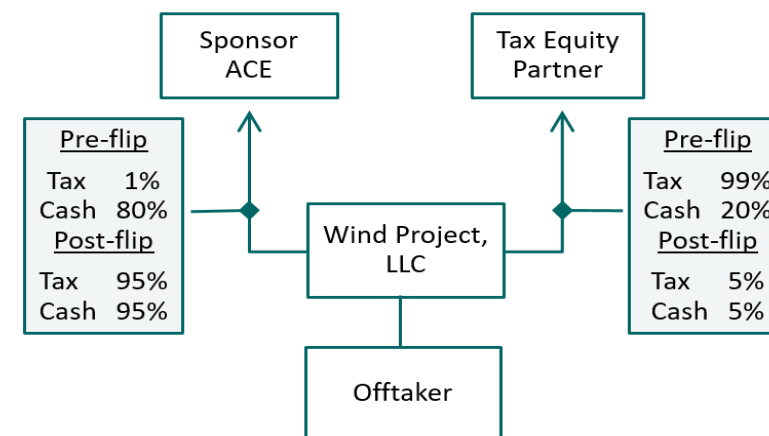 Sponsor
ACE
Tax Equity
Partner
Pre-flip
Tax 1%
Cash 80%
Post-flip
Tax 95%
Cash 95%
Wind Project,
LLC
Pre-flip
Tax 99%
Cash 20%
Post-flip
Tax 5%
Cash 5%
Offtaker